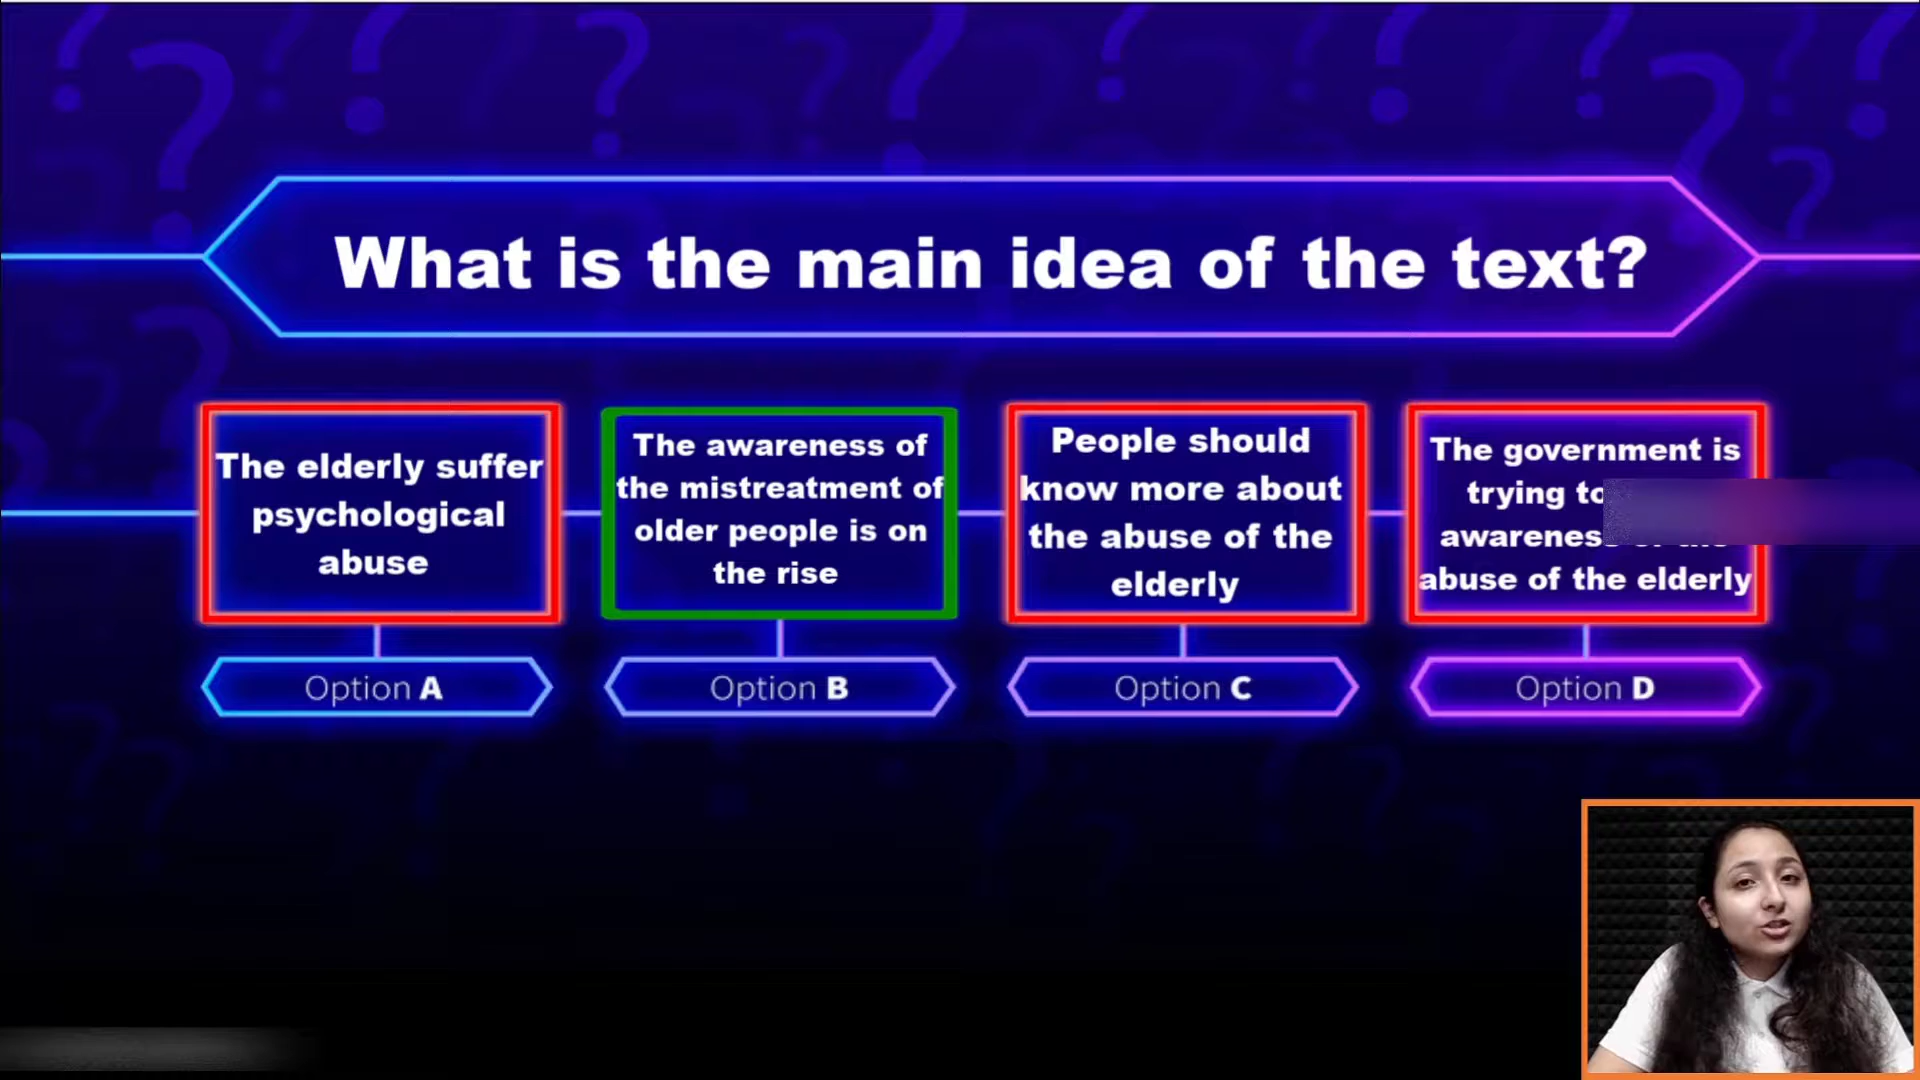 What is the main idea of the text?
The elderly suffer
psychological
abuse
The awareness of
the mistreatment of
older people is on
the rise
People should
know more about
the abuse of the
elderly
The government is
trying to
abuse of the elderly
Option A
Option B
Option C
Option D